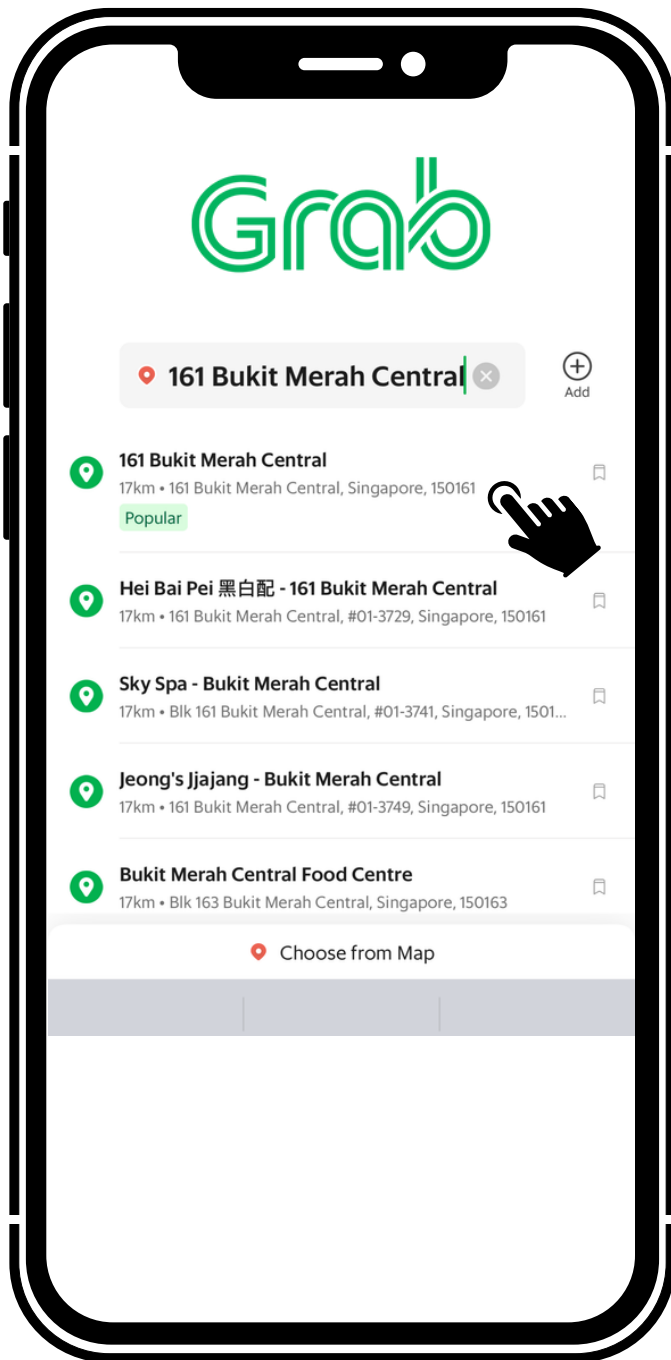 Grab
161 Bukit Merah Central
Add
161 Bukit Merah Central
17km • 161 Bukit Merah Central, Singapore, 150161
Popular
Hei Bai Pei 黑白配 - 161 Bukit Merah Central
17km • 161 Bukit Merah Central, #01-3729, Singapore, 150161
Sky Spa - Bukit Merah Central
17km • Blk 161 Bukit Merah Central, #01-3741, Singapore, 1501...
Jeong's Jjajang - Bukit Merah Central
17km • 161 Bukit Merah Central, #01-3749, Singapore, 150161
Bukit Merah Central Food Centre
17km • Blk 163 Bukit Merah Central, Singapore, 150163
Choose from Map